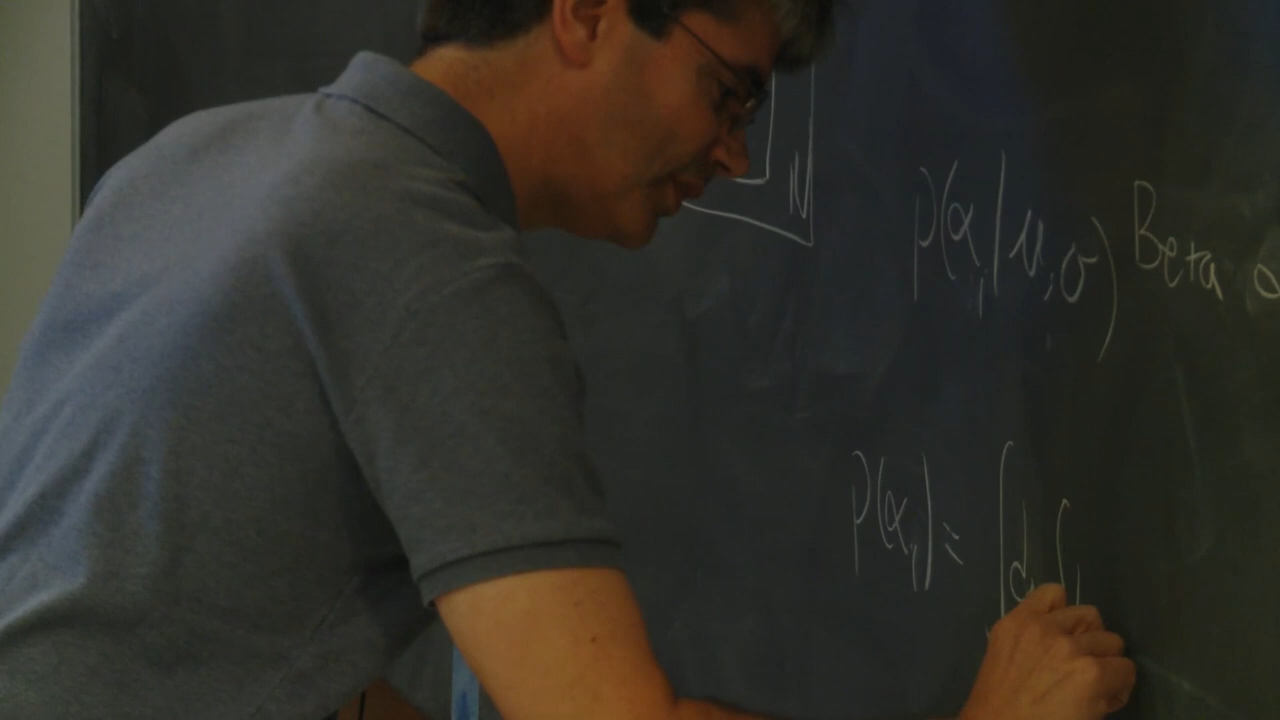 N
p(α_i | μ, σ) Beta
p(α_i) = ∫ d ∫